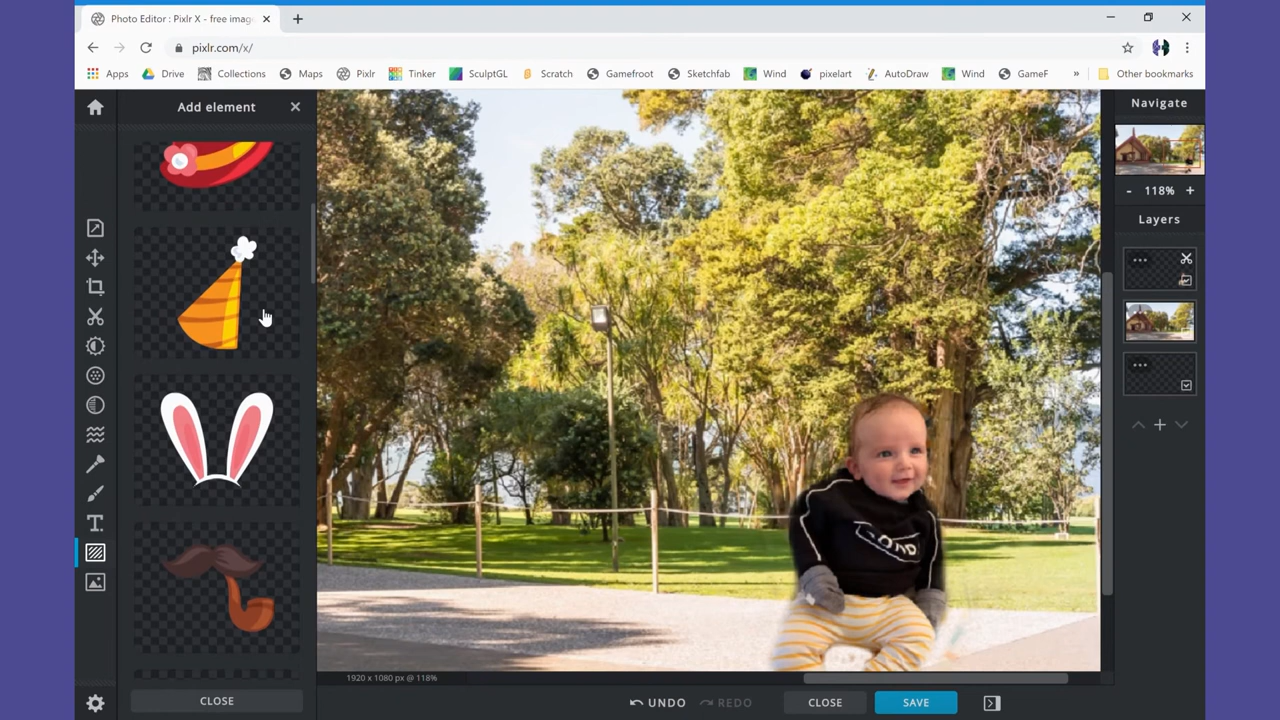 Photo Editor : Pixlr X - free imag
pixlr.com/x/
Apps Drive Collections Maps Pixlr Tinker SculptGL Scratch Gamefroot Sketchfab Wind pixelart AutoDraw Wind GameF » Other bookmarks
Add element
Navigate
- 118% +
Layers
1920 x 1080 px @ 118%
CLOSE
UNDO REDO CLOSE SAVE